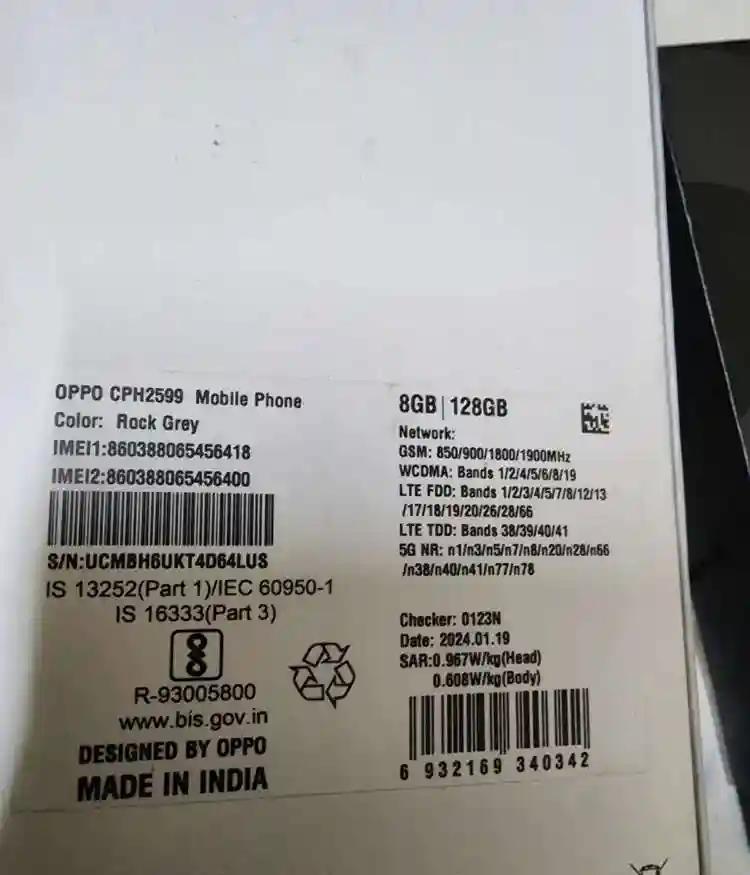 OPPO CPH2599 Mobile Phone
Color: Rock Grey
IMEI1:860388065456418
IMEI2:860388065456400
S/N:UCMBH6UKT4D64LUS
IS 13252(Part 1)/IEC 60950-1
IS 16333(Part 3)
R-93005800
www.bis.gov.in
DESIGNED BY OPPO
MADE IN INDIA
8GB | 128GB
Network:
GSM: 850/900/1800/1900MHz
WCDMA: Bands 1/2/4/5/6/8/19
LTE FDD: Bands 1/2/3/4/5/7/8/12/13
/17/18/19/20/26/28/66
LTE TDD: Bands 38/39/40/41
5G NR: n1/n3/n5/n7/n8/n20/n28/n66
/n38/n40/n41/n77/n78
Checker: 0123N
Date: 2024.01.19
SAR:0.967W/kg(Head)
0.608W/kg(Body)
6 932169 340342